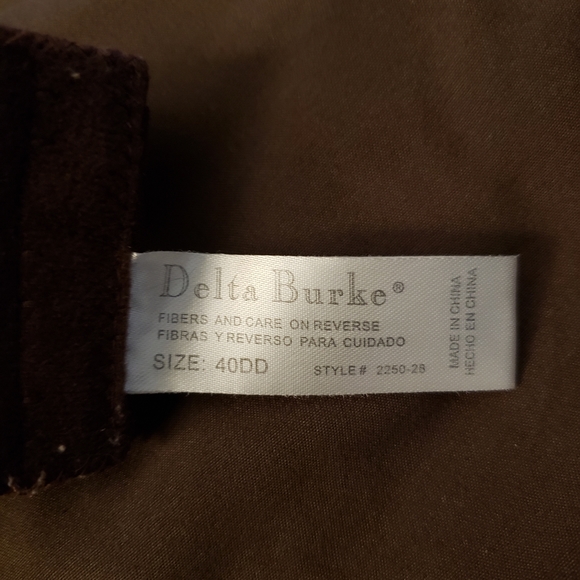 Delta Burke®
FIBERS AND CARE ON REVERSE
FIBRAS Y REVERSO PARA CUIDADO
SIZE: 40DD STYLE# 2250-2B
MADE IN CHINA
HECHO EN CHINA